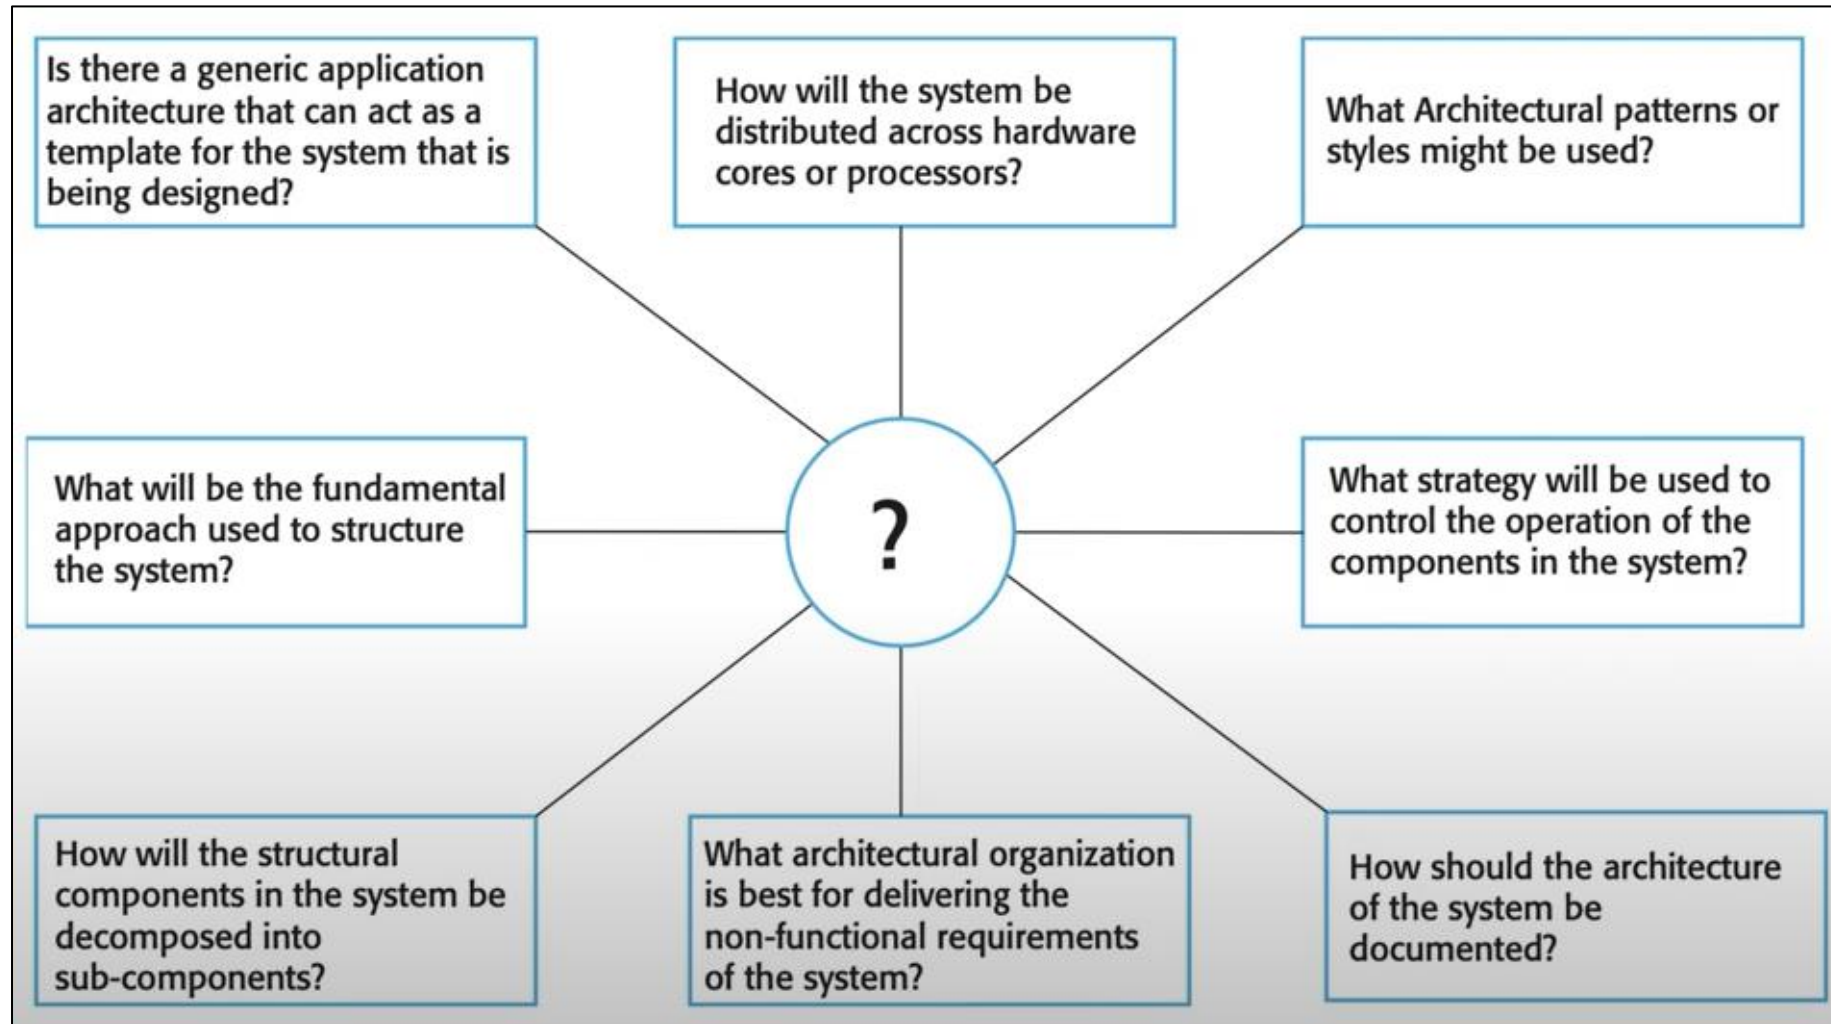 Is there a generic application
architecture that can act as a
template for the system that is
being designed?
How will the system be
distributed across hardware
cores or processors?
What Architectural patterns or
styles might be used?
What will be the fundamental
approach used to structure
the system?
?
What strategy will be used to
control the operation of the
components in the system?
How will the structural
components in the system be
decomposed into
sub-components?
What architectural organization
is best for delivering the
non-functional requirements
of the system?
How should the architecture
of the system be
documented?